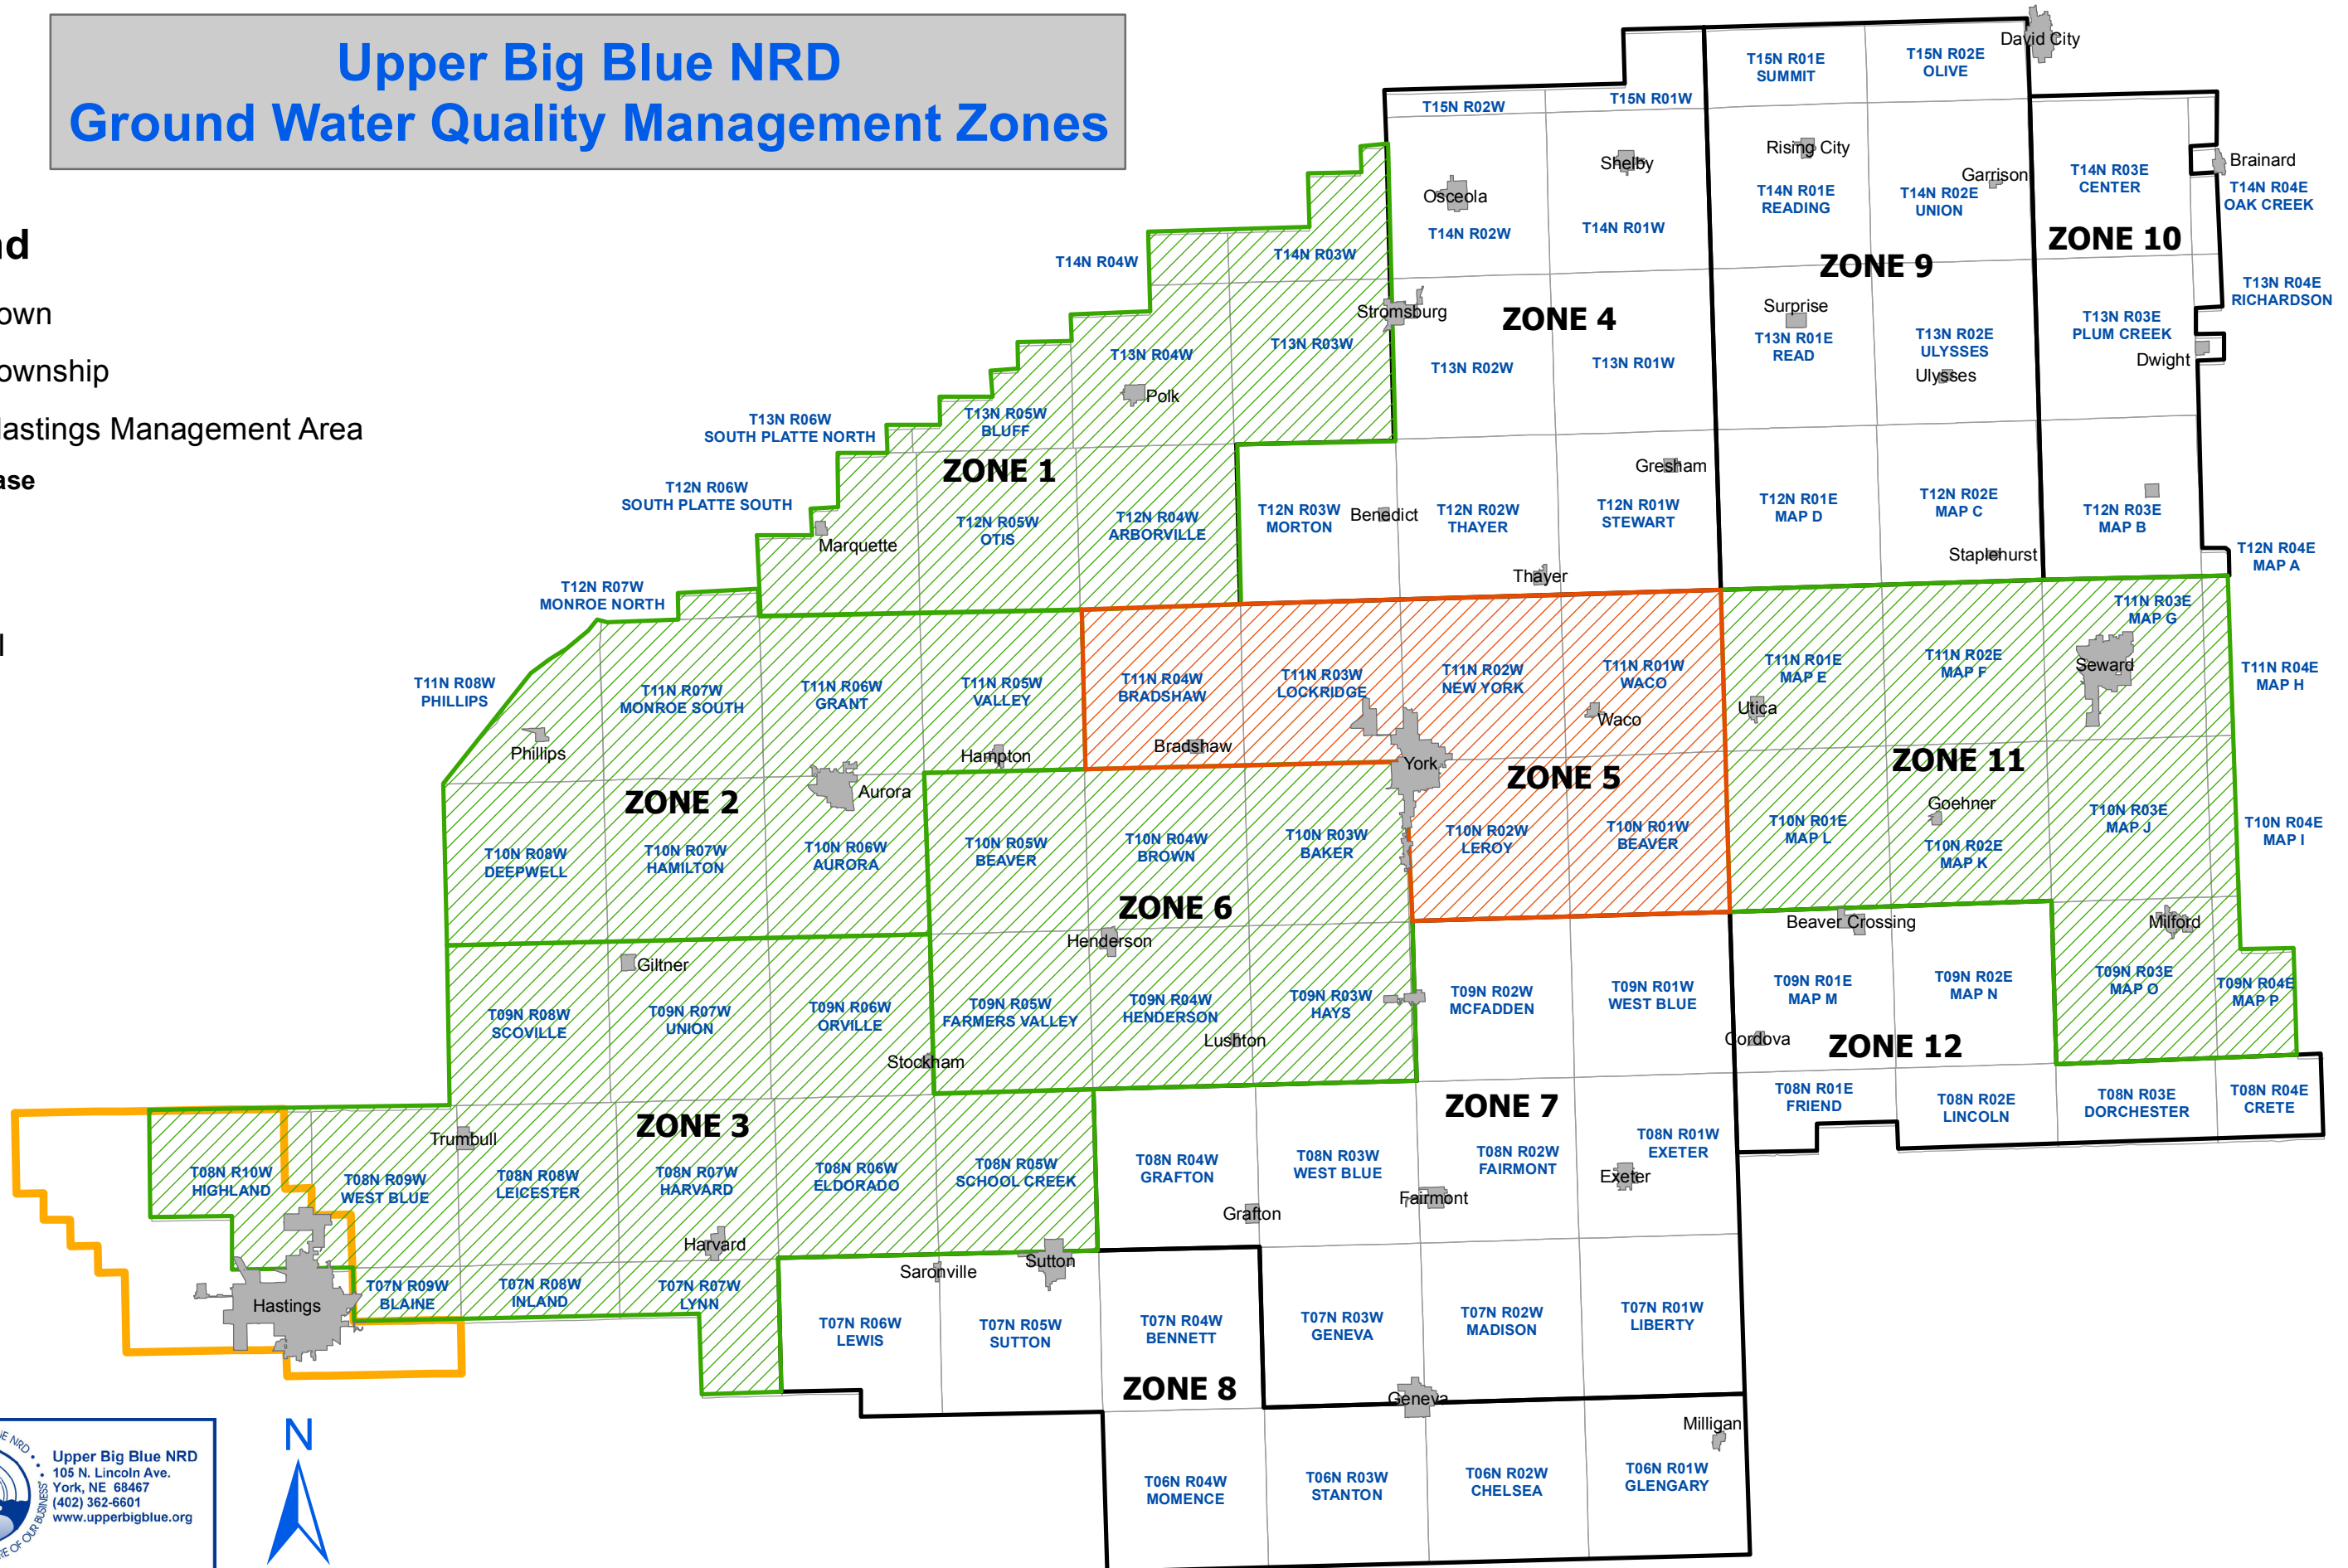 Upper Big Blue NRD
Ground Water Quality Management Zones
David City
T15N R01E
SUMMIT
T15N R02E
OLIVE
T15N R02W
T15N R01W
Rising City
Shelby
Garrison
Osceola
T14N R01E
READING
T14N R02E
UNION
T14N R03E
CENTER
Brainard
T14N R04E
OAK CREEK
T14N R02W
T14N R01W
ZONE 10
ZONE 9
T14N R04W
T14N R03W
T13N R04E
RICHARDSON
Stromsburg
ZONE 4
Surprise
T13N R01E
READ
T13N R02E
ULYSSES
Ulysses
T13N R03E
PLUM CREEK
Dwight
T13N R04W
T13N R03W
T13N R02W
T13N R01W
Polk
T13N R06W
SOUTH PLATTE NORTH
T13N R05W
BLUFF
ZONE 1
Gresham
T12N R06W
SOUTH PLATTE SOUTH
Marquette
T12N R05W
OTIS
T12N R04W
ARBORVILLE
T12N R03W
MORTON
Benedict
T12N R02W
THAYER
T12N R01W
STEWART
T12N R01E
MAP D
T12N R02E
MAP C
T12N R03E
MAP B
Staplehurst
Thayer
T12N R04E
MAP A
T12N R07W
MONROE NORTH
T11N R08W
PHILLIPS
T11N R07W
MONROE SOUTH
T11N R06W
GRANT
T11N R05W
VALLEY
T11N R04W
BRADSHAW
T11N R03W
LOCKRIDGE
T11N R02W
NEW YORK
T11N R01W
WACO
T11N R01E
MAP E
T11N R02E
MAP F
T11N R03E
MAP G
Seward
T11N R04E
MAP H
Phillips
Hampton
Bradshaw
Waco
Utica
York
ZONE 5
ZONE 11
ZONE 2
Aurora
Goehner
T10N R08W
DEEPWELL
T10N R07W
HAMILTON
T10N R06W
AURORA
T10N R05W
BEAVER
T10N R04W
BROWN
T10N R03W
BAKER
T10N R02W
LEROY
T10N R01W
BEAVER
T10N R01E
MAP L
T10N R02E
MAP K
T10N R03E
MAP J
T10N R04E
MAP I
ZONE 6
Henderson
Beaver Crossing
Milford
Giltner
T09N R08W
SCOVILLE
T09N R07W
UNION
T09N R06W
ORVILLE
T09N R05W
FARMERS VALLEY
T09N R04W
HENDERSON
T09N R03W
HAYS
T09N R02W
MCFADDEN
T09N R01W
WEST BLUE
T09N R01E
MAP M
T09N R02E
MAP N
T09N R03E
MAP O
T09N R04E
MAP P
Stockham
Lushton
Cordova
ZONE 12
T08N R01E
FRIEND
T08N R02E
LINCOLN
T08N R03E
DORCHESTER
T08N R04E
CRETE
ZONE 3
ZONE 7
Trumbull
T08N R10W
HIGHLAND
T08N R09W
WEST BLUE
T08N R08W
LEICESTER
T08N R07W
HARVARD
T08N R06W
ELDORADO
T08N R05W
SCHOOL CREEK
T08N R04W
GRAFTON
T08N R03W
WEST BLUE
T08N R02W
FAIRMONT
T08N R01W
EXETER
Exeter
Fairmont
Grafton
Harvard
Sutton
Saronville
Hastings
T07N R09W
BLAINE
T07N R08W
INLAND
T07N R07W
LYNN
T07N R06W
LEWIS
T07N R05W
SUTTON
T07N R04W
BENNETT
T07N R03W
GENEVA
T07N R02W
MADISON
T07N R01W
LIBERTY
ZONE 8
Geneva
Milligan
T06N R04W
MOMENCE
T06N R03W
STANTON
T06N R02W
CHELSEA
T06N R01W
GLENGARY
ownship
Hastings Management Area
N
Upper Big Blue NRD
105 N. Lincoln Ave.
York, NE 68467
(402) 362-6601
www.upperbigblue.org
OF OUR BUSINESS